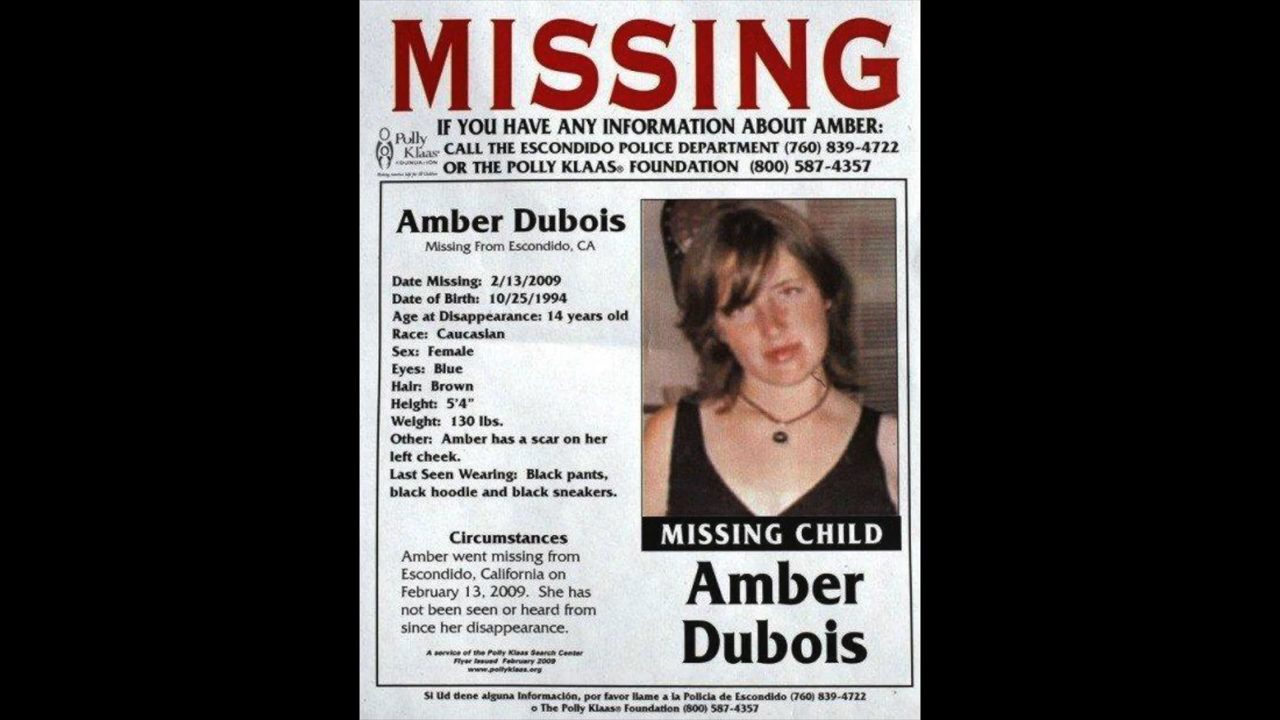 MISSING
IF YOU HAVE ANY INFORMATION ABOUT AMBER:
Polly
Klaas®
FOUNDATION
CALL THE ESCONDIDO POLICE DEPARTMENT (760) 839-4722
OR THE POLLY KLAAS® FOUNDATION (800) 587-4357
Amber Dubois
Missing From Escondido, CA
Date Missing: 2/13/2009
Date of Birth: 10/25/1994
Age at Disappearance: 14 years old
Race: Caucasian
Sex: Female
Eyes: Blue
Hair: Brown
Height: 5'4"
Weight: 130 lbs.
Other: Amber has a scar on her
left cheek.
Last Seen Wearing: Black pants,
black hoodie and black sneakers.
Circumstances
Amber went missing from
Escondido, California on
February 13, 2009. She has
not been seen or heard from
since her disappearance.
A service of the Polly Klaas Search Center
Flyer Issued February 2009
www.pollyklaas.org
MISSING CHILD
Amber
Dubois
Si Ud tiene alguna Información, por favor llame a la Policia de Escondido (760) 839-4722
o The Polly Klaas® Foundation (800) 587-4357